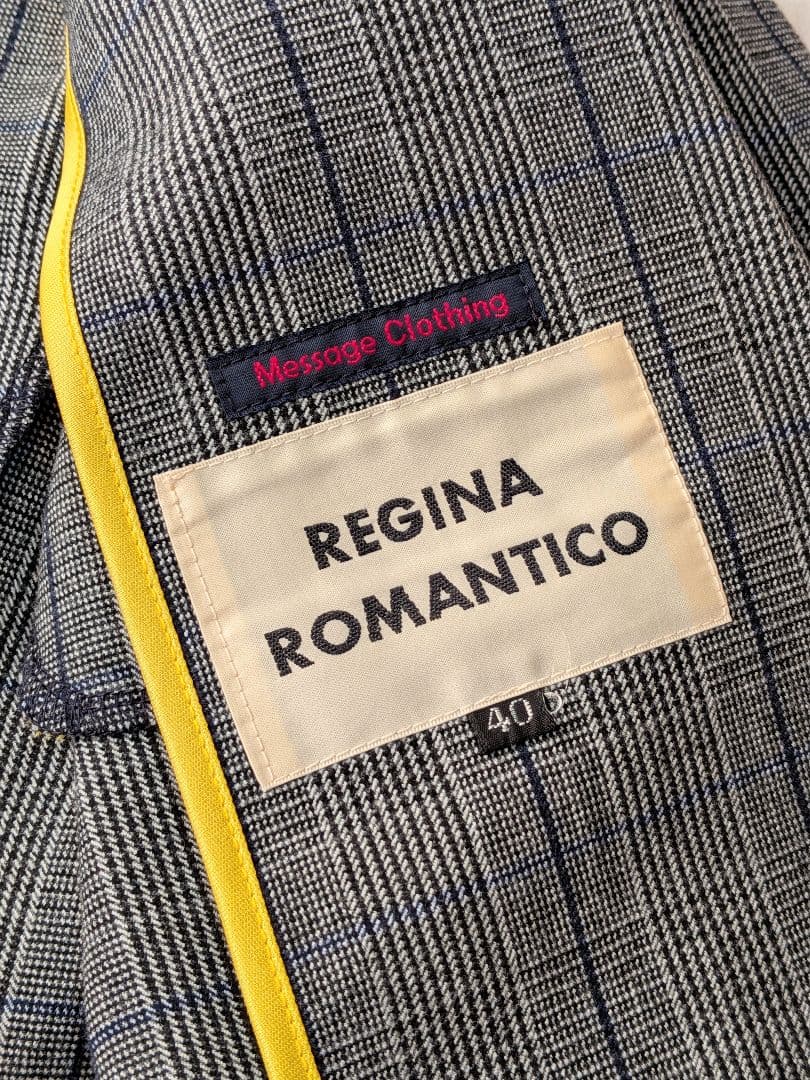 Message Clothing
REGINA
ROMANTICO
40